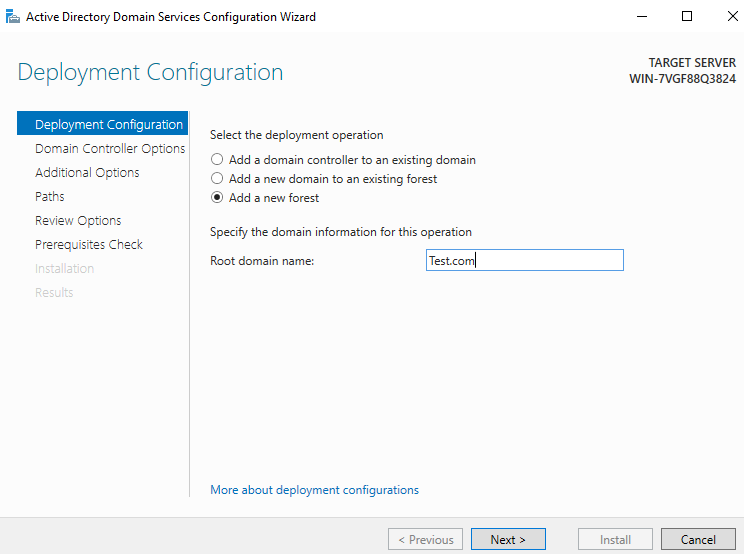 Active Directory Domain Services Configuration Wizard
Deployment Configuration
TARGET SERVER
WIN-7VGF88Q3824
Deployment Configuration
Domain Controller Options
Additional Options
Paths
Review Options
Prerequisites Check
Installation
Results
Select the deployment operation
Add a domain controller to an existing domain
Add a new domain to an existing forest
Add a new forest
Specify the domain information for this operation
Root domain name: Test.com
More about deployment configurations
< Previous Next > Install Cancel